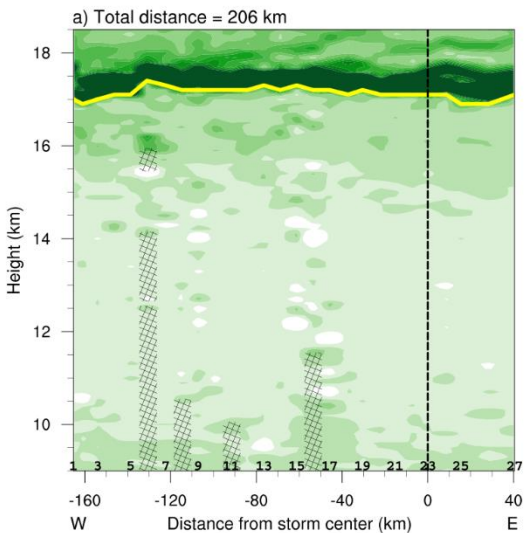 a) Total distance = 206 km
18
16
14
12
10
Height (km)
1 3 5 7 9 11 13 15 17 19 21 23 25 27
-160 -120 -80 -40 0 40
W Distance from storm center (km) E